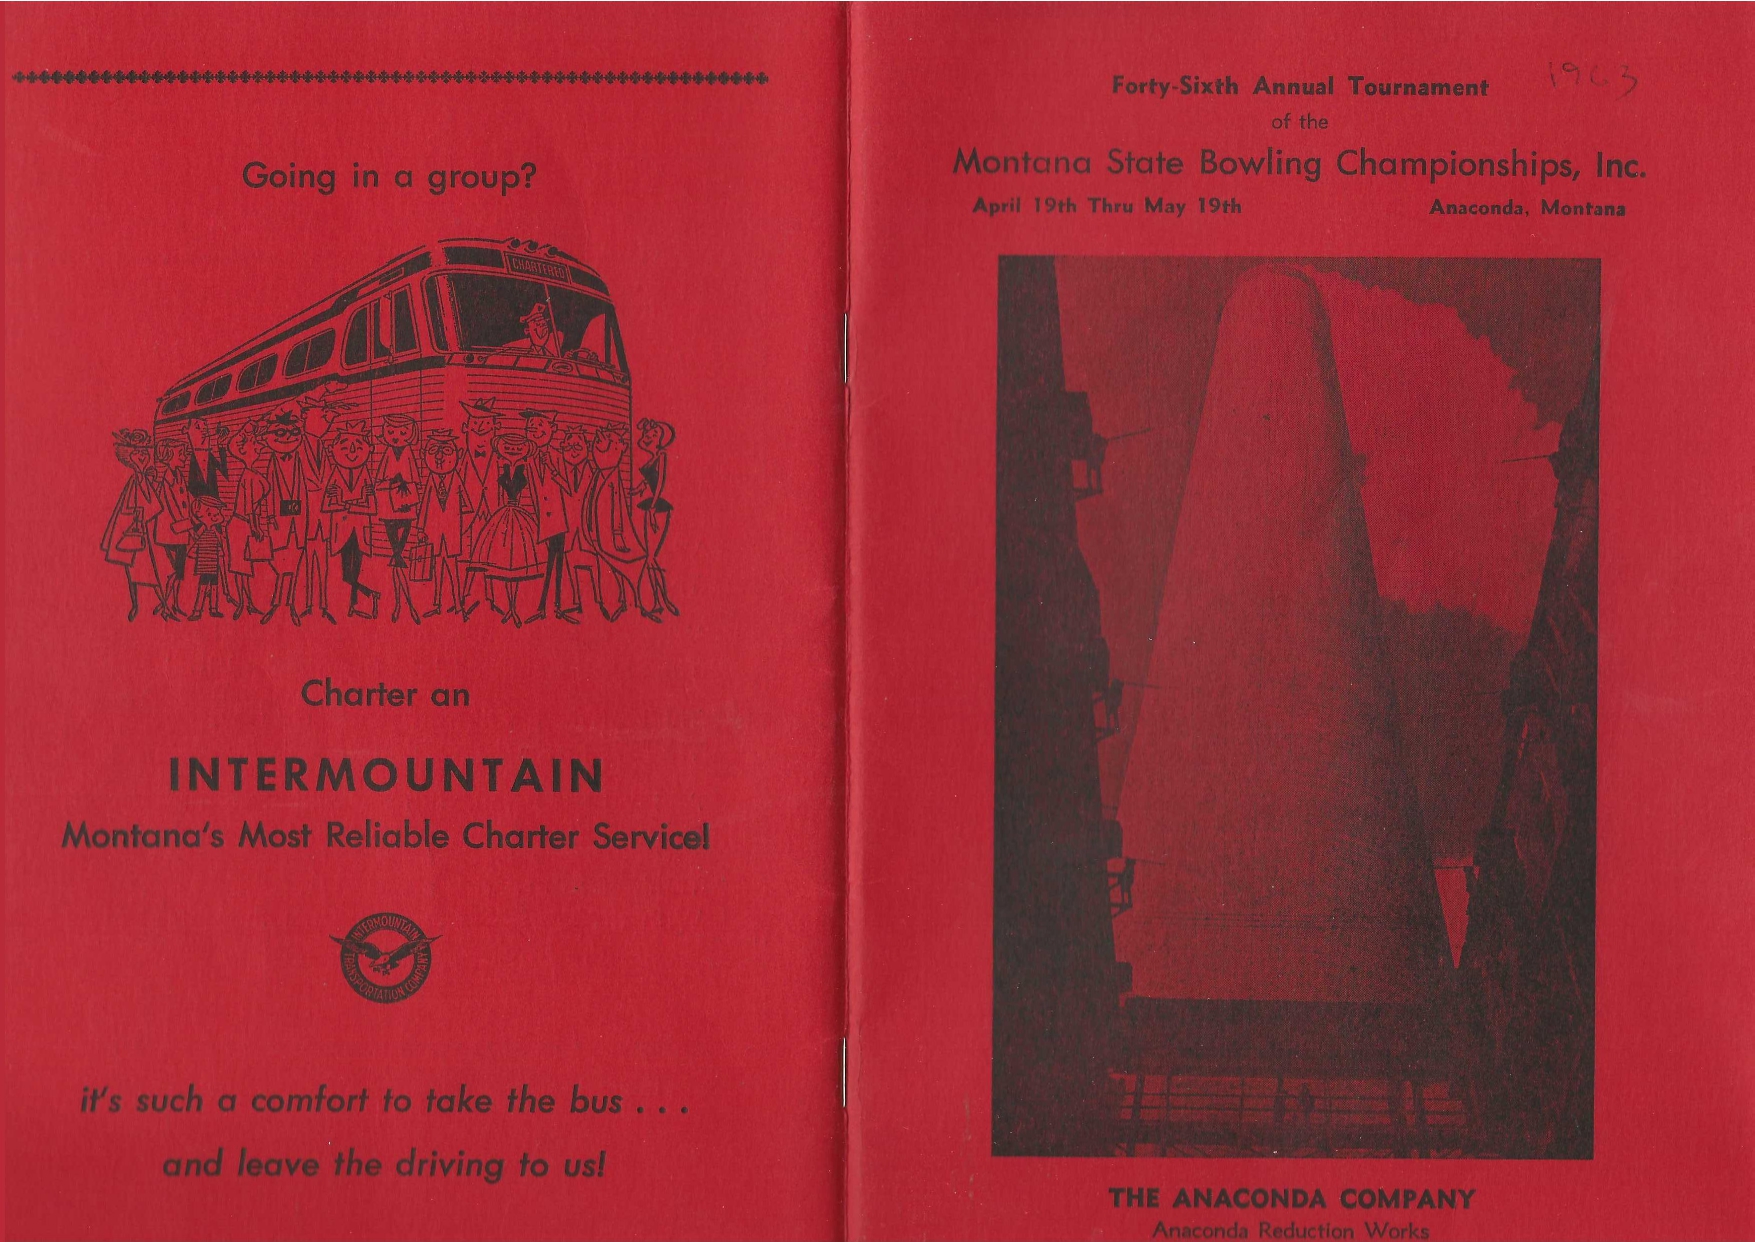 Going in a group?
CHARTERED
Charter an
INTERMOUNTAIN
Montana's Most Reliable Charter Service!
INTERMOUNTAIN
TRANSPORTATION COMPANY
it's such a comfort to take the bus . . .
and leave the driving to us!
1963
Forty-Sixth Annual Tournament
of the
Montana State Bowling Championships, Inc.
April 19th Thru May 19th Anaconda, Montana
THE ANACONDA COMPANY
Anaconda Reduction Works